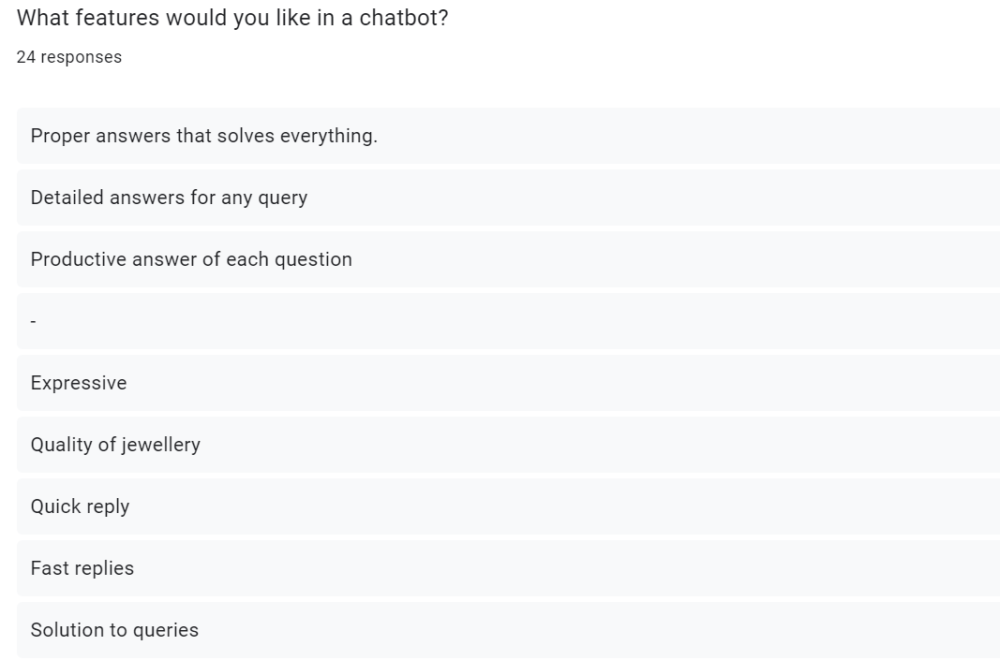 What features would you like in a chatbot?
24 responses
Proper answers that solves everything.
Detailed answers for any query
Productive answer of each question
-
Expressive
Quality of jewellery
Quick reply
Fast replies
Solution to queries